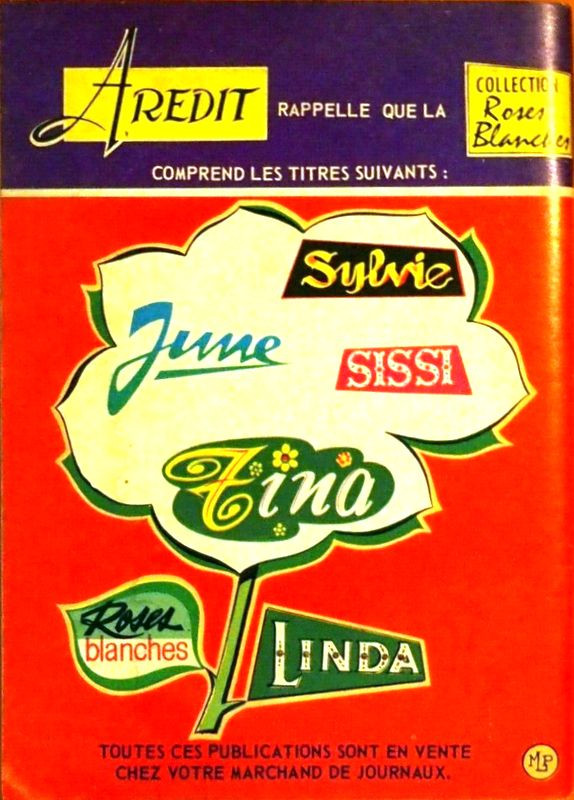 AREDIT RAPPELLE QUE LA
COLLECTION
Roses
Blanches
COMPREND LES TITRES SUIVANTS :
Sylvie
June
SISSI
Tina
Roses
blanches
LINDA
TOUTES CES PUBLICATIONS SONT EN VENTE
CHEZ VOTRE MARCHAND DE JOURNAUX.
MLP